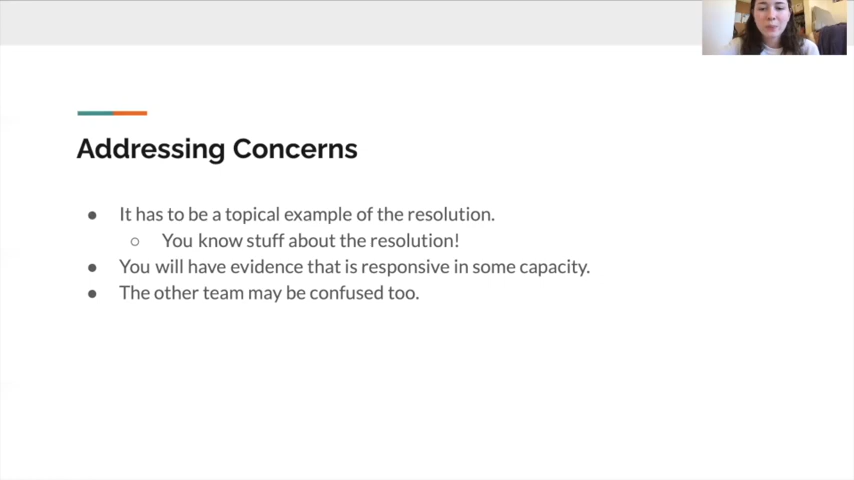 Addressing Concerns
● It has to be a topical example of the resolution.
○ You know stuff about the resolution!
● You will have evidence that is responsive in some capacity.
● The other team may be confused too.